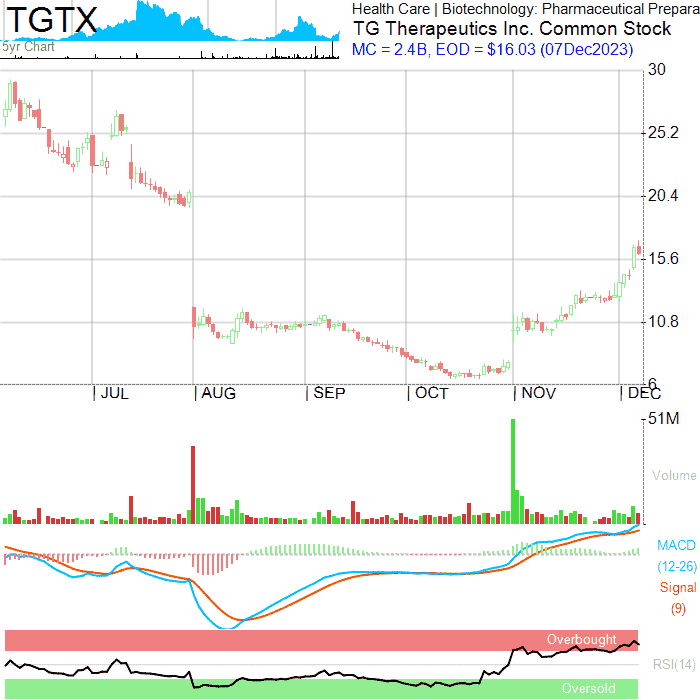 TGTX
5yr Chart
Health Care | Biotechnology: Pharmaceutical Prepara
TG Therapeutics Inc. Common Stock
MC = 2.4B, EOD = $16.03 (07Dec2023)
30
25.2
20.4
15.6
10.8
6
JUL
AUG
SEP
OCT
NOV
DEC
51M
Volume
MACD
(12-26)
Signal
(9)
Overbought
RSI(14)
Oversold